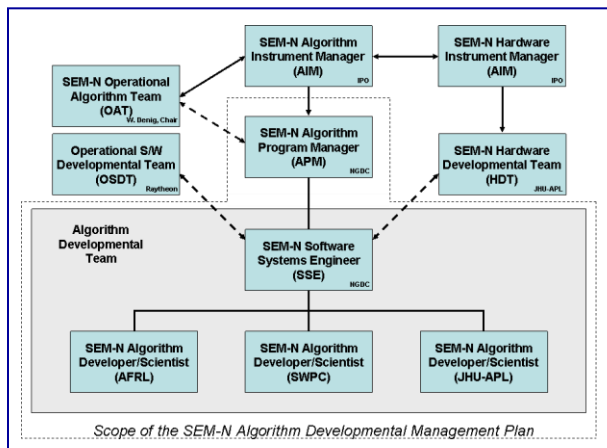 SEM-N Algorithm
Instrument Manager
(AIM)
IPO
SEM-N Hardware
Instrument Manager
(AIM)
IPO
SEM-N Operational
Algorithm Team
(OAT)
W. Denig, Chair
SEM-N Algorithm
Program Manager
(APM)
NGDC
Operational S/W
Developmental Team
(OSDT)
Raytheon
SEM-N Hardware
Developmental Team
(HDT)
JHU-APL
Algorithm
Developmental
Team
SEM-N Software
Systems Engineer
(SSE)
NGDC
SEM-N Algorithm
Developer/Scientist
(AFRL)
SEM-N Algorithm
Developer/Scientist
(SWPC)
SEM-N Algorithm
Developer/Scientist
(JHU-APL)
Scope of the SEM-N Algorithm Developmental Management Plan